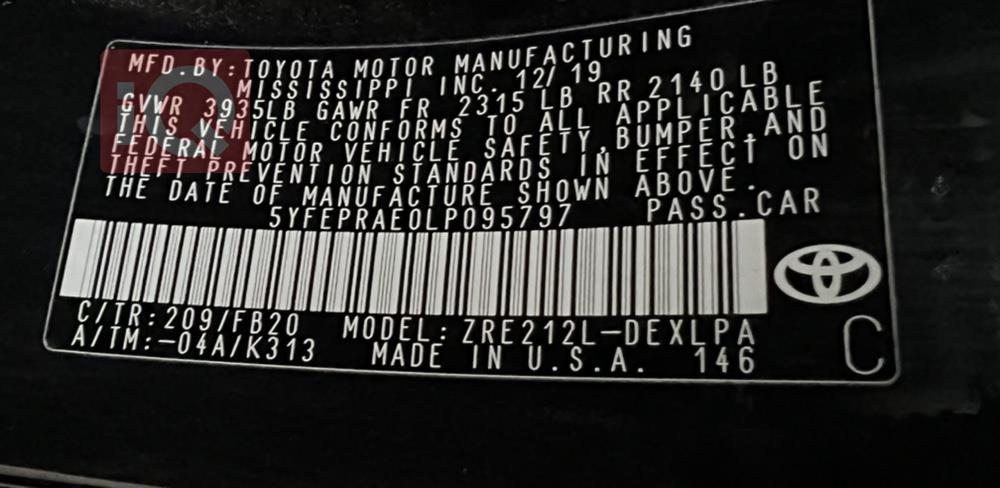 MFD.BY:TOYOTA MOTOR MANUFACTURING
MISSISSIPPI INC. 12/19
GVWR 3935LB GAWR FR 2315 LB RR 2140 LB
THIS VEHICLE CONFORMS TO ALL APPLICABLE
FEDERAL MOTOR VEHICLE SAFETY, BUMPER, AND
THEFT PREVENTION STANDARDS IN EFFECT ON
THE DATE OF MANUFACTURE SHOWN ABOVE.
5YFEPRAE0LP095797 PASS.CAR
C/TR:209/FB20 MODEL: ZRE212L-DEXLPA
A/TM:-04A/K313 MADE IN U.S.A. 146
C
iQ